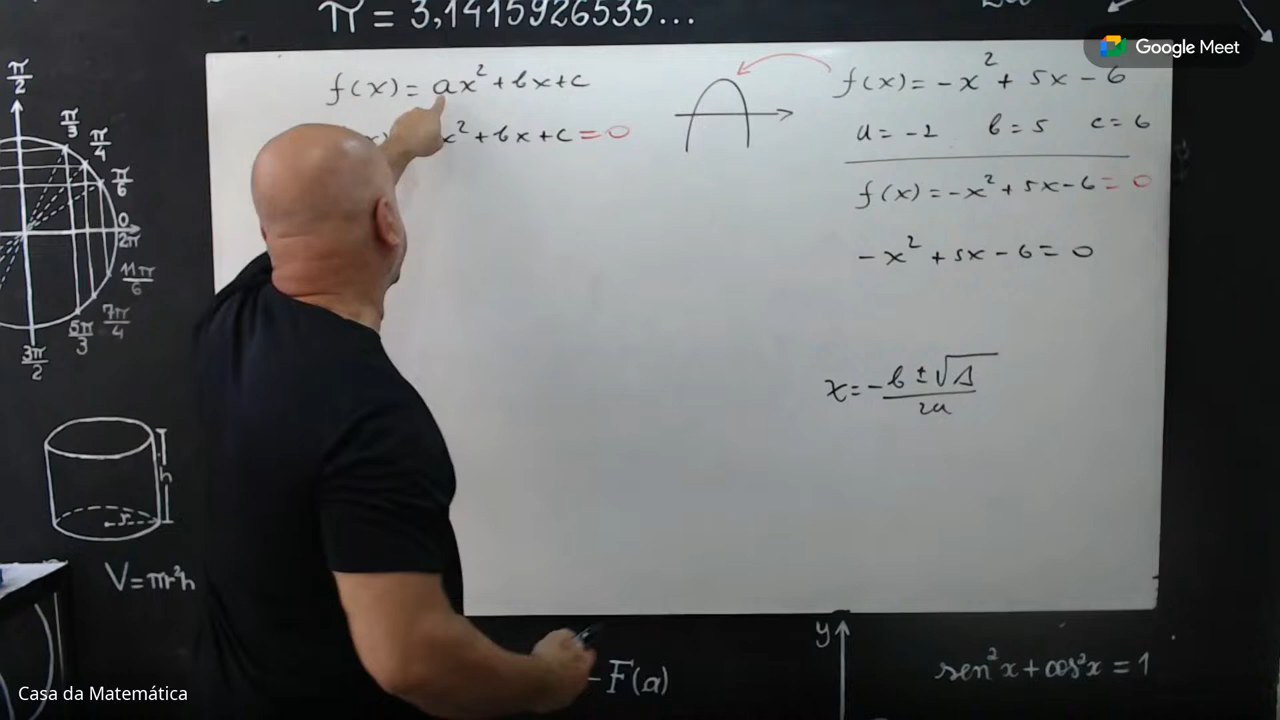 π = 3,1415926535...
Google Meet
f(x) = ax² + bx + c
x² + bx + c = 0
f(x) = -x² + 5x - 6
a = -1 b = 5 c = 6
f(x) = -x² + 5x - 6 = 0
-x² + 5x - 6 = 0
x = -b ± √Δ
2a
π/2
π/3
π/4
π/6
0
2π
11π/6
7π/4
5π/3
3π/2
h
r
V = πr²h
- F(a)
y
sen²x + cos²x = 1
Casa da Matemática